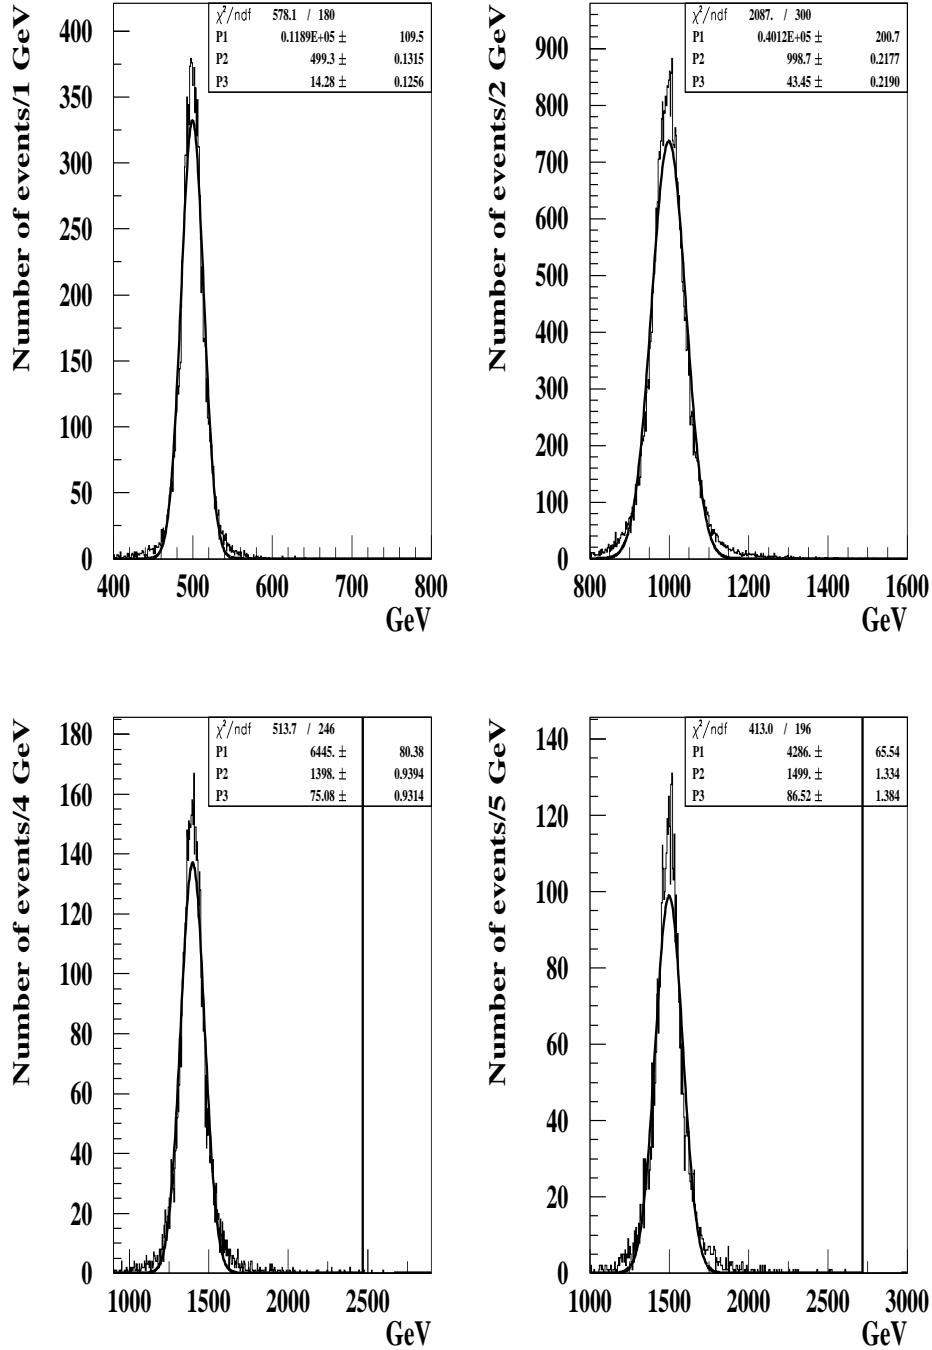 Number of events/1 GeV
χ²/ndf 578.1 / 180
P1 0.1189E+05 ± 109.5
P2 499.3 ± 0.1315
P3 14.28 ± 0.1256
400
350
300
250
200
150
100
50
0
400 500 600 700 800
GeV
Number of events/2 GeV
χ²/ndf 2087. / 300
P1 0.4012E+05 ± 200.7
P2 998.7 ± 0.2177
P3 43.45 ± 0.2190
900
800
700
600
500
400
300
200
100
0
800 1000 1200 1400 1600
GeV
Number of events/4 GeV
χ²/ndf 513.7 / 246
P1 6445. ± 80.38
P2 1398. ± 0.9394
P3 75.08 ± 0.9314
180
160
140
120
100
80
60
40
20
0
1000 1500 2000 2500
GeV
Number of events/5 GeV
χ²/ndf 413.0 / 196
P1 4286. ± 65.54
P2 1499. ± 1.334
P3 86.52 ± 1.384
140
120
100
80
60
40
20
0
1000 1500 2000 2500 3000
GeV